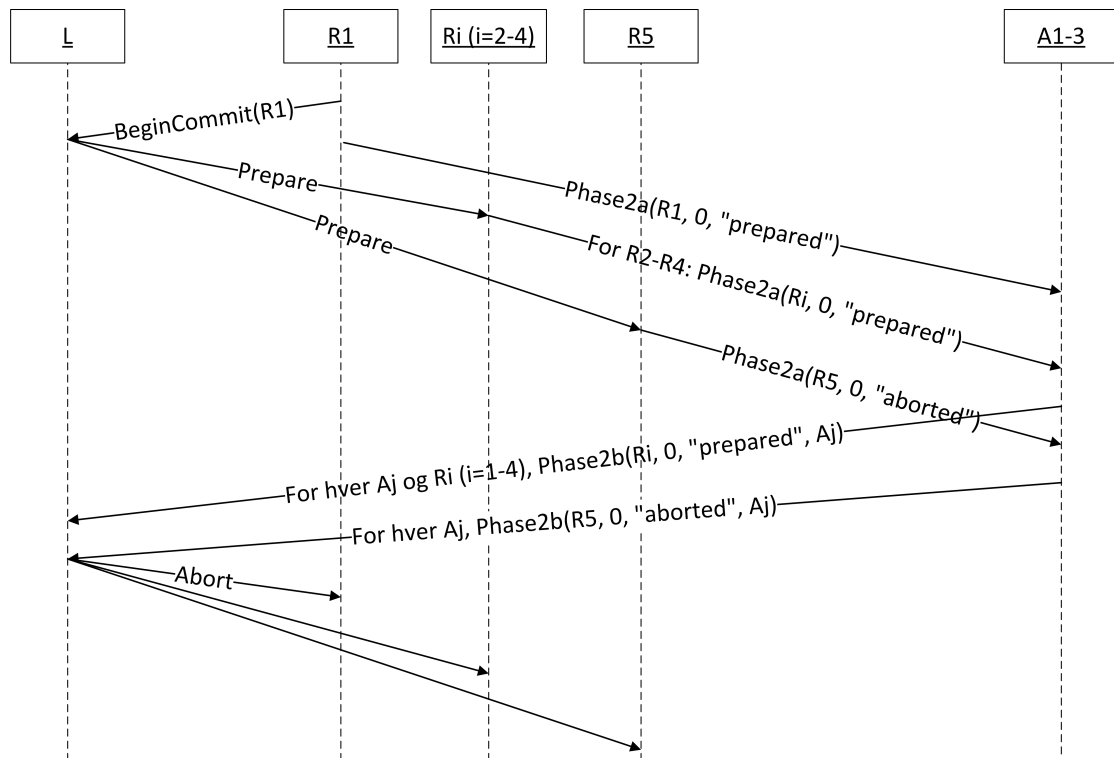 L
R1
Ri (i=2-4)
R5
A1-3
BeginCommit(R1)
Prepare
Prepare
Phase2a(R1, 0, "prepared")
For R2-R4: Phase2a(Ri, 0, "prepared")
Phase2a(R5, 0, "aborted")
For hver Aj og Ri (i=1-4), Phase2b(Ri, 0, "prepared", Aj)
For hver Aj, Phase2b(R5, 0, "aborted", Aj)
Abort